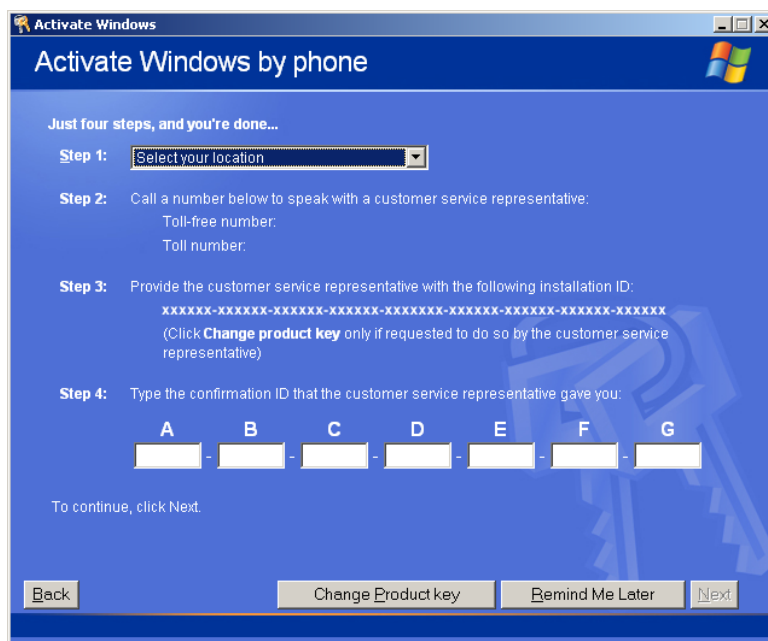 Activate Windows
Activate Windows by phone
Just four steps, and you're done...
Step 1: Select your location
Step 2: Call a number below to speak with a customer service representative:
Toll-free number:
Toll number:
Step 3: Provide the customer service representative with the following installation ID:
xxxxxx-xxxxxx-xxxxxx-xxxxxx-xxxxxxx-xxxxxx-xxxxxx-xxxxxx-xxxxxx
(Click Change product key only if requested to do so by the customer service
representative)
Step 4: Type the confirmation ID that the customer service representative gave you:
A B C D E F G
- - - - - -
To continue, click Next.
Back Change Product key Remind Me Later Next